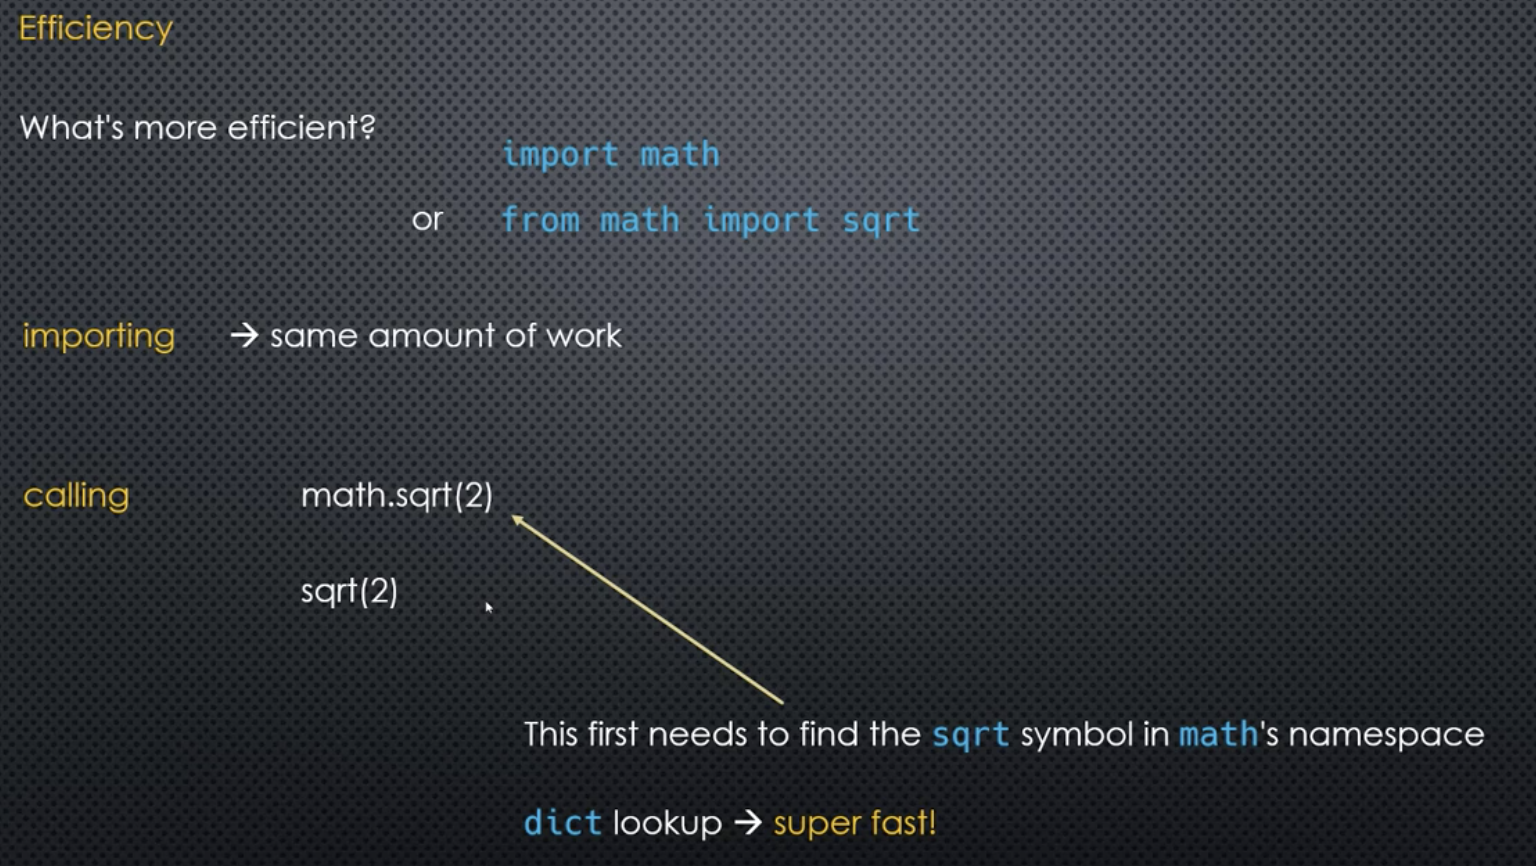 Efficiency
What's more efficient?
import math
or from math import sqrt
importing → same amount of work
calling math.sqrt(2)
sqrt(2)
This first needs to find the sqrt symbol in math's namespace
dict lookup → super fast!